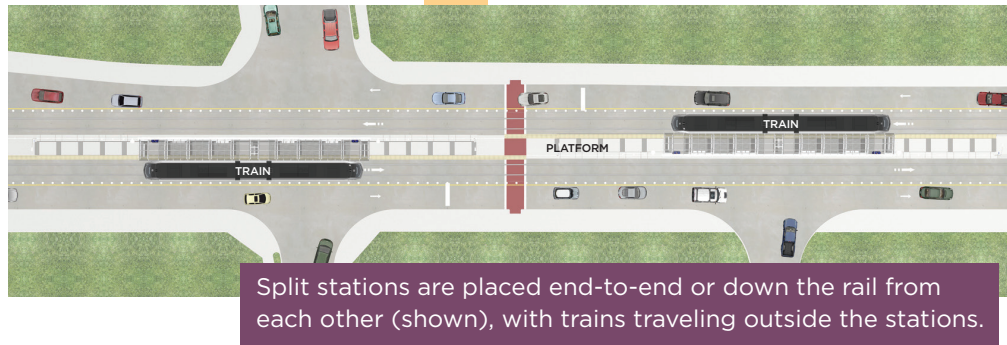 TRAIN
PLATFORM
TRAIN
Split stations are placed end-to-end or down the rail from
each other (shown), with trains traveling outside the stations.